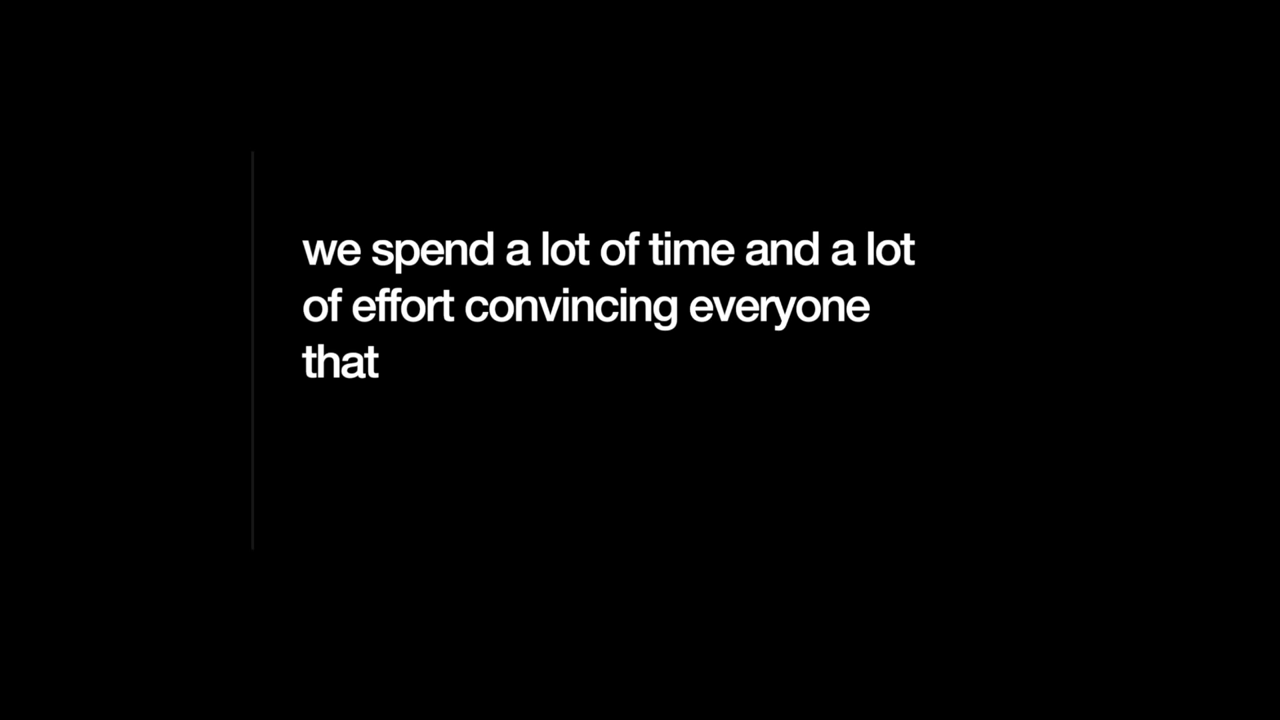 we spend a lot of time and a lot
of effort convincing everyone
that